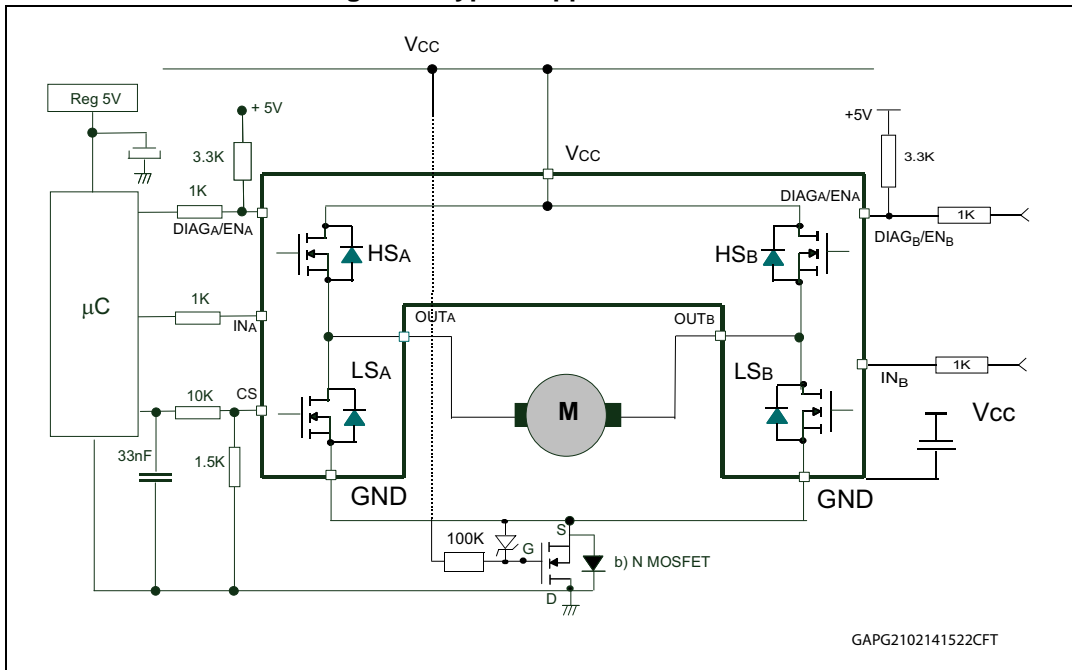 VCC
Reg 5V
+ 5V
+5V
3.3K
3.3K
VCC
1K
DIAGA/ENA
DIAGA/ENA
1K
DIAGB/ENB
HSA
HSB
µC
1K
INA
OUTA
OUTB
LSA
LSB
1K
INB
CS
10K
M
VCC
33nF
1.5K
GND
GND
100K
G
S
D
b) N MOSFET
GAPG2102141522CFT